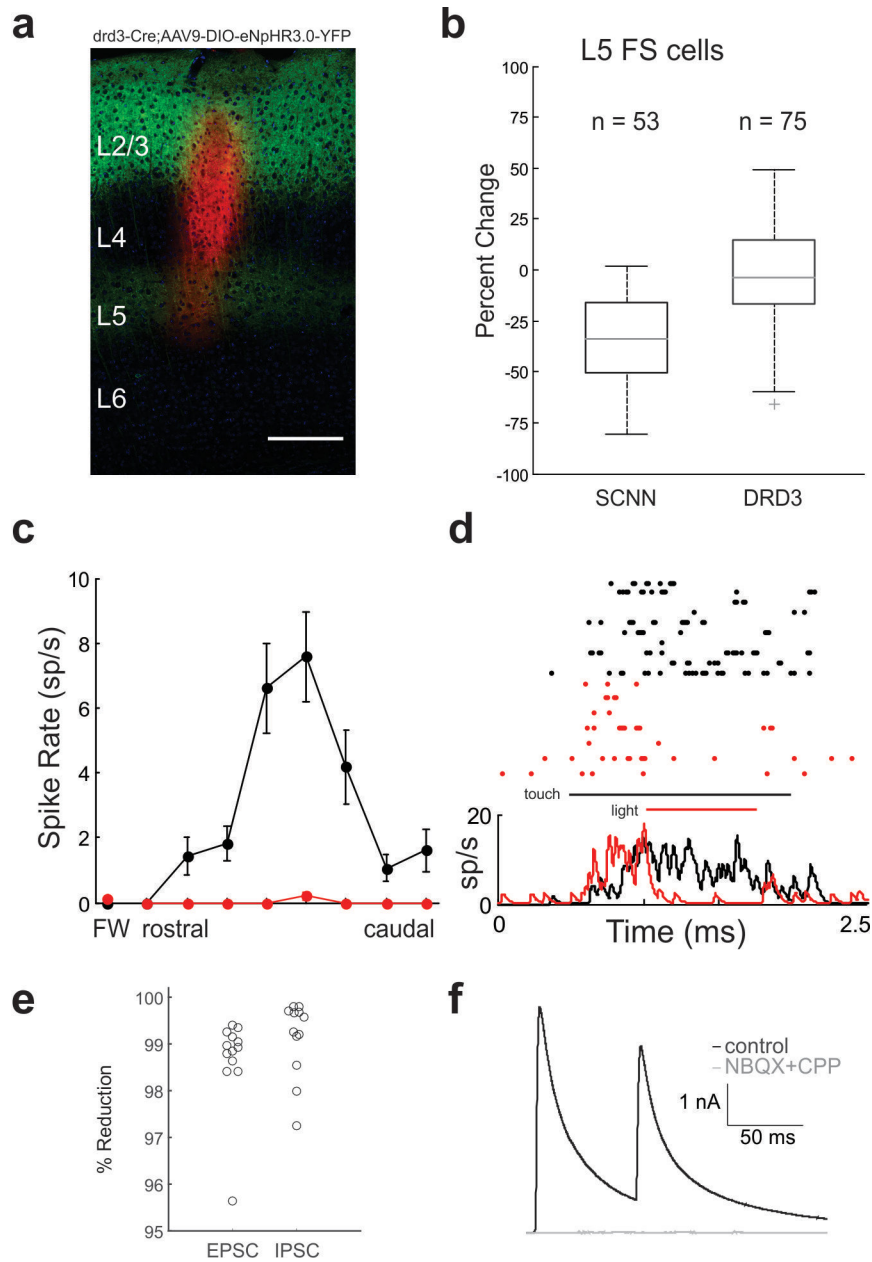 a
drd3-Cre;AAV9-DIO-eNpHR3.0-YFP
L2/3
L4
L5
L6
b
L5 FS cells
n = 53
n = 75
Percent Change
100
75
50
25
0
-25
-50
-75
-100
SCNN
DRD3
c
Spike Rate (sp/s)
10
8
6
4
2
0
FW rostral
caudal
d
touch
light
20
0
sp/s
0
Time (ms)
2.5
e
% Reduction
100
99
98
97
96
95
EPSC
IPSC
f
control
NBQX+CPP
1 nA
50 ms